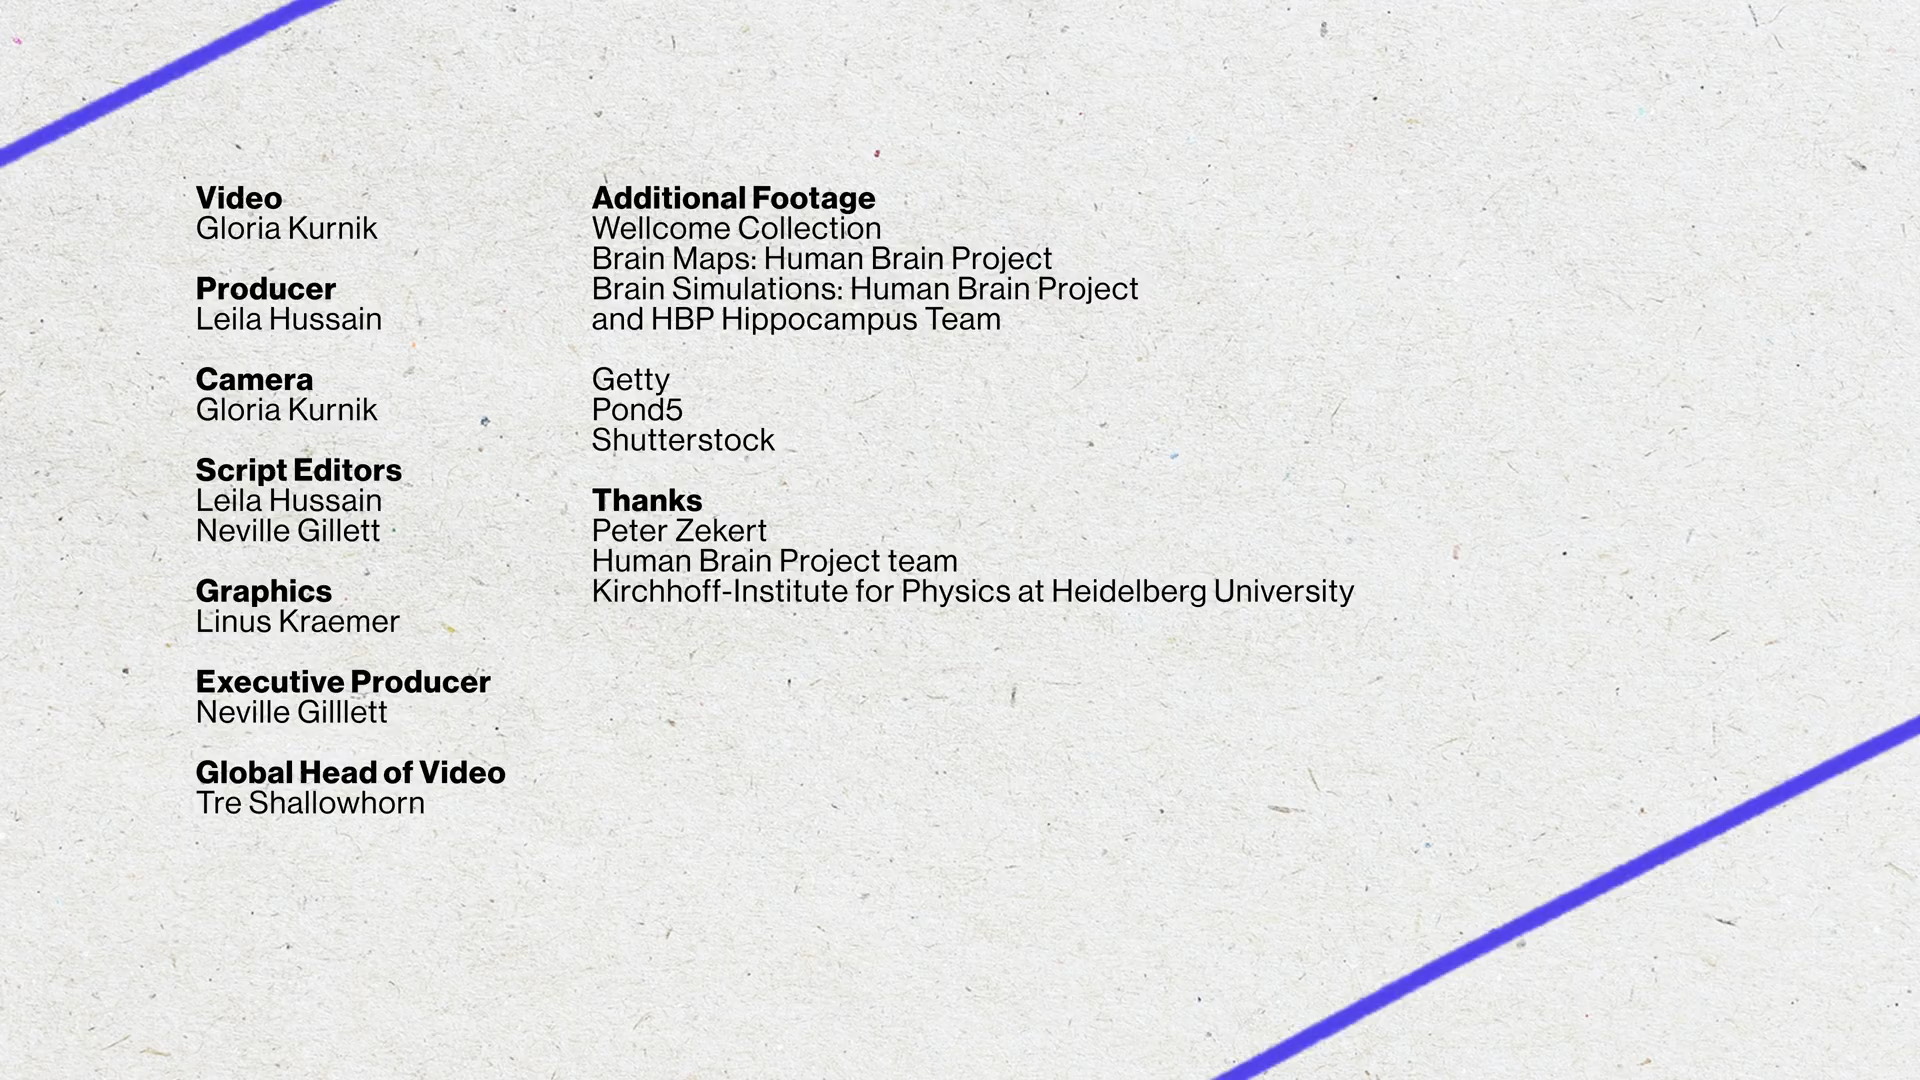 Video
Gloria Kurnik
Producer
Leila Hussain
Camera
Gloria Kurnik
Script Editors
Leila Hussain
Neville Gillett
Graphics
Linus Kraemer
Executive Producer
Neville Gilllett
Global Head of Video
Tre Shallowhorn
Additional Footage
Wellcome Collection
Brain Maps: Human Brain Project
Brain Simulations: Human Brain Project
and HBP Hippocampus Team
Getty
Pond5
Shutterstock
Thanks
Peter Zekert
Human Brain Project team
Kirchhoff-Institute for Physics at Heidelberg University